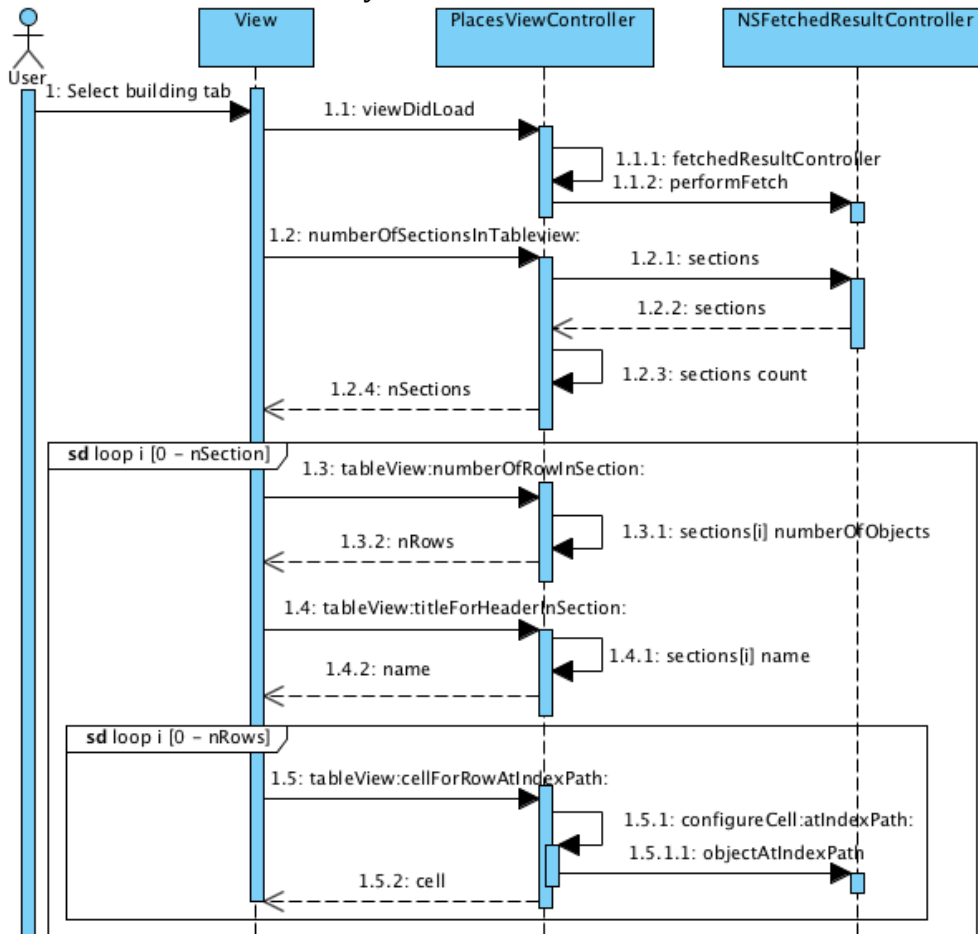 View
PlacesViewController
NSFetchedResultController
User
1: Select building tab
1.1: viewDidLoad
1.1.1: fetchedResultController
1.1.2: performFetch
1.2: numberOfSectionsInTableview:
1.2.1: sections
1.2.2: sections
1.2.3: sections count
1.2.4: nSections
sd loop i [0 - nSection]
1.3: tableView:numberOfRowInSection:
1.3.1: sections[i] numberOfObjects
1.3.2: nRows
1.4: tableView:titleForHeaderInSection:
1.4.1: sections[i] name
1.4.2: name
sd loop i [0 - nRows]
1.5: tableView:cellForRowAtIndexPath:
1.5.1: configureCell:atIndexPath:
1.5.1.1: objectAtIndexPath
1.5.2: cell